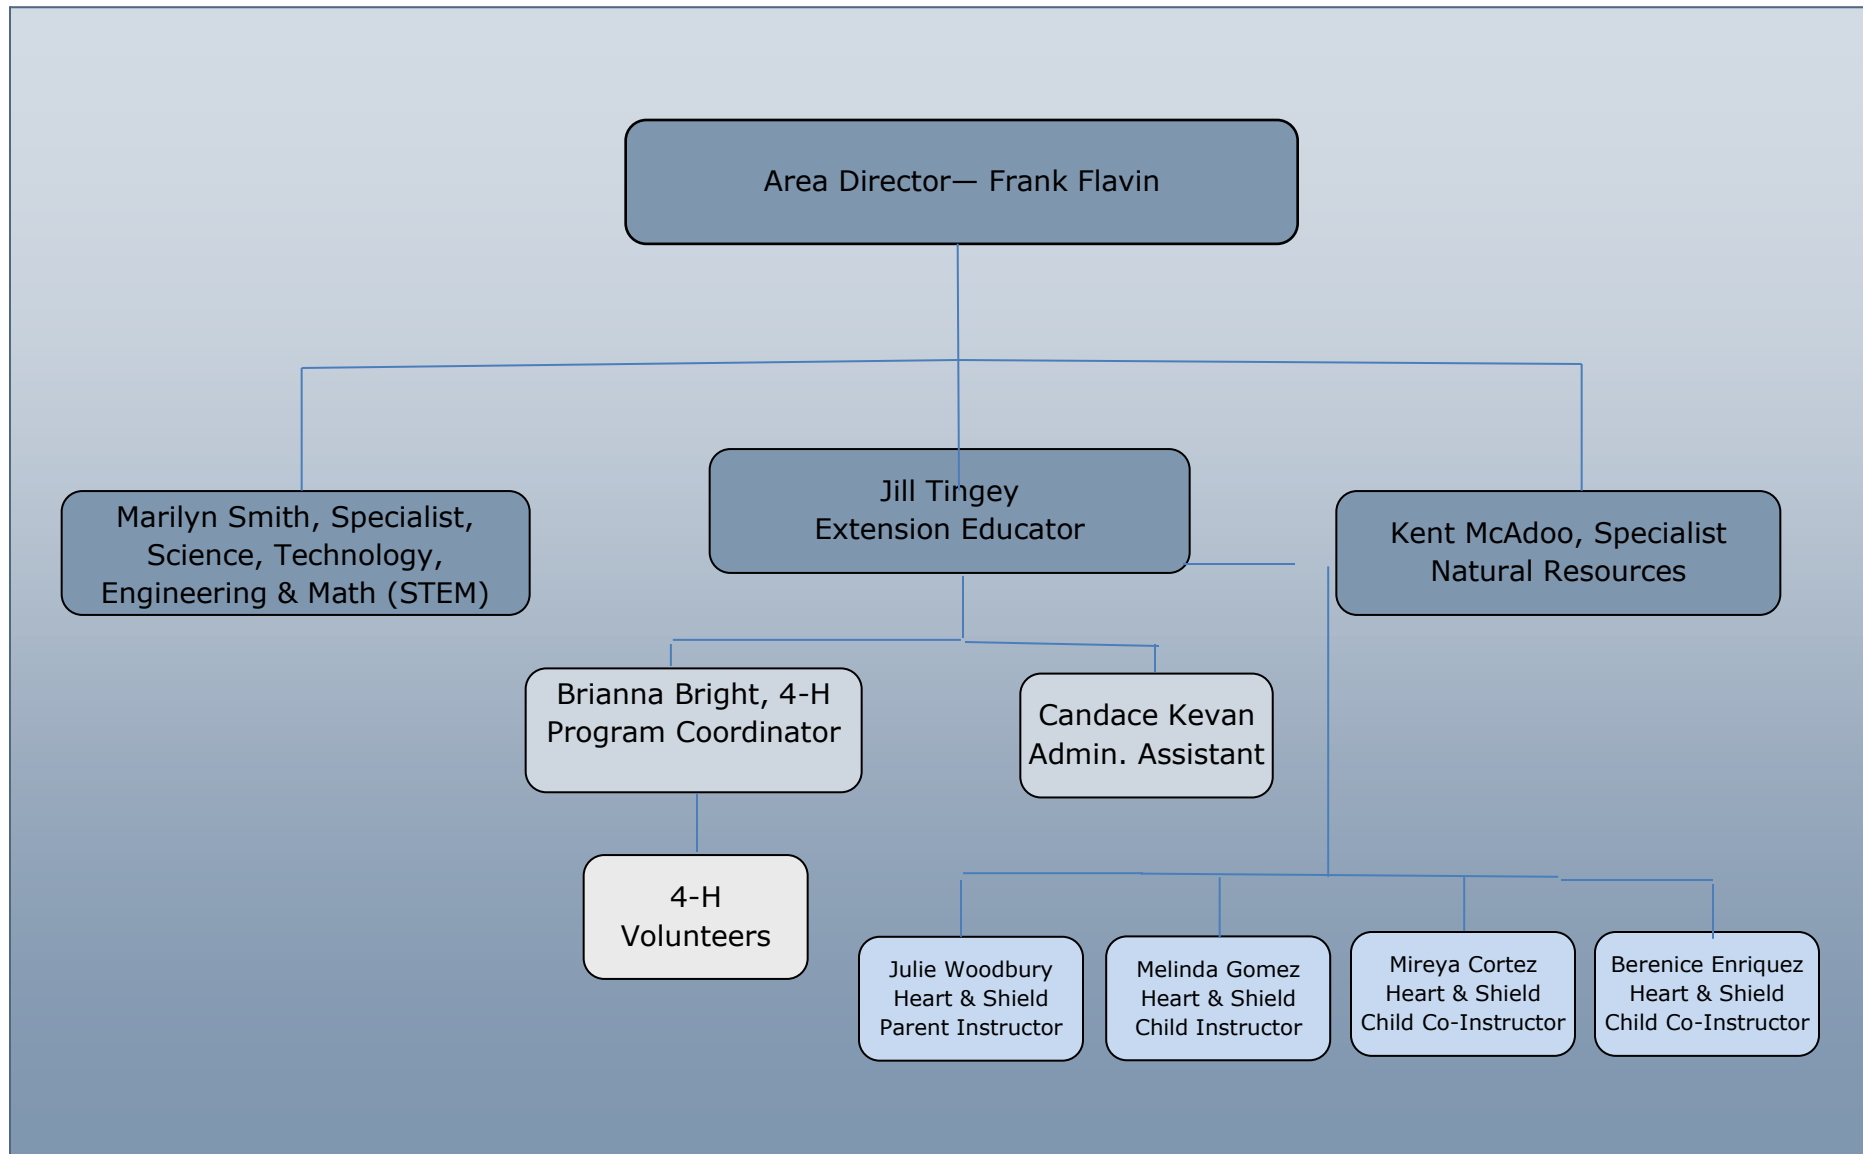 Area Director— Frank Flavin
Marilyn Smith, Specialist,
Science, Technology,
Engineering & Math (STEM)
Jill Tingey
Extension Educator
Kent McAdoo, Specialist
Natural Resources
Brianna Bright, 4-H
Program Coordinator
Candace Kevan
Admin. Assistant
4-H
Volunteers
Julie Woodbury
Heart & Shield
Parent Instructor
Melinda Gomez
Heart & Shield
Child Instructor
Mireya Cortez
Heart & Shield
Child Co-Instructor
Berenice Enriquez
Heart & Shield
Child Co-Instructor